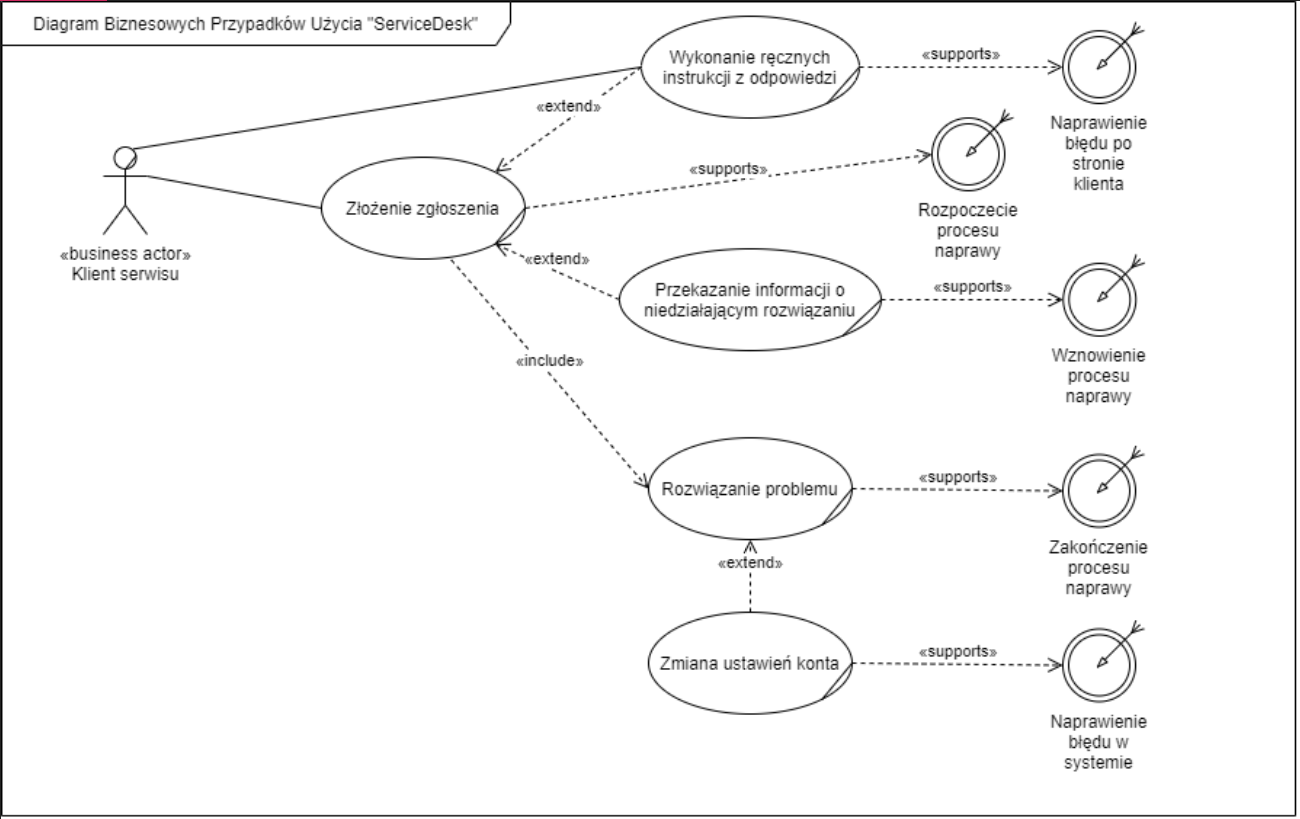 Diagram Biznesowych Przypadków Użycia "ServiceDesk"
Wykonanie ręcznych
instrukcji z odpowiedzi
«supports»
Naprawienie
błędu po
stronie
klienta
«extend»
«business actor»
Klient serwisu
Złożenie zgłoszenia
«supports»
Rozpoczecie
procesu
naprawy
«extend»
Przekazanie informacji o
niedziałającym rozwiązaniu
«supports»
Wznowienie
procesu
naprawy
«include»
Rozwiązanie problemu
«supports»
Zakończenie
procesu
naprawy
«extend»
Zmiana ustawień konta
«supports»
Naprawienie
błędu w
systemie